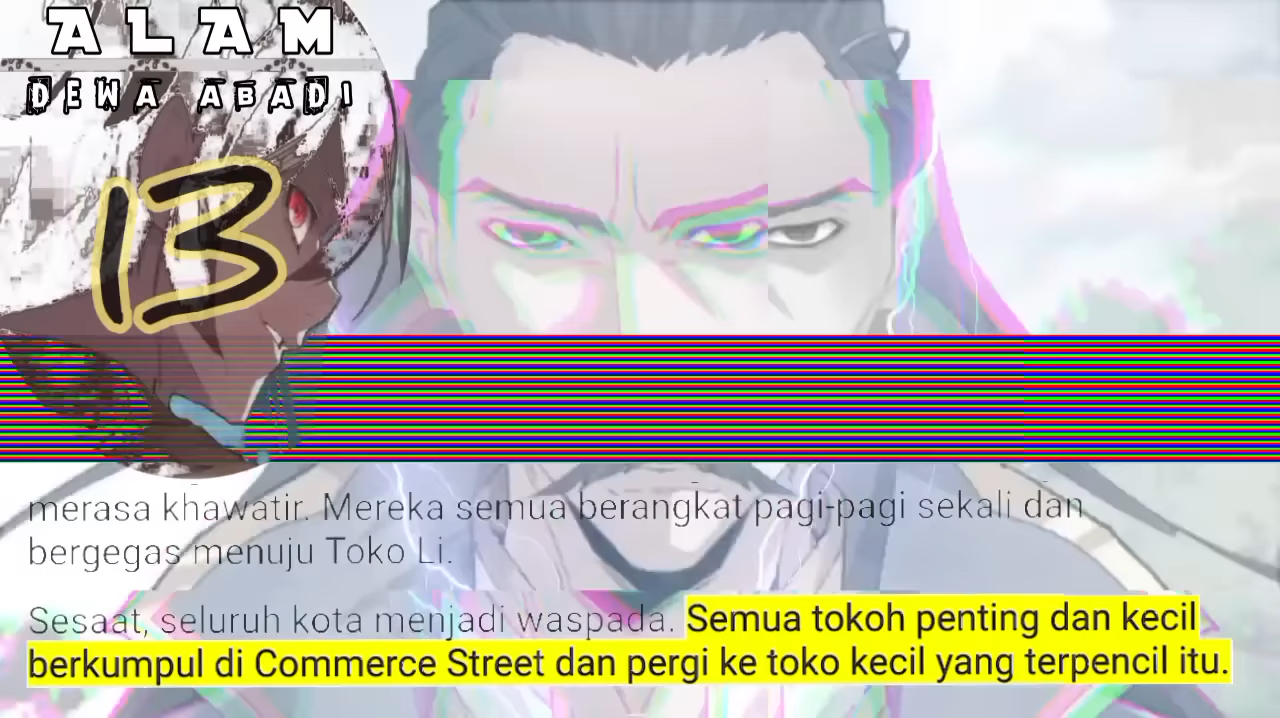 ALAM
DEWA ABADI
13
merasa khawatir. Mereka semua berangkat pagi-pagi sekali dan
bergegas menuju Toko Li.
Sesaat, seluruh kota menjadi waspada. Semua tokoh penting dan kecil
berkumpul di Commerce Street dan pergi ke toko kecil yang terpencil itu.